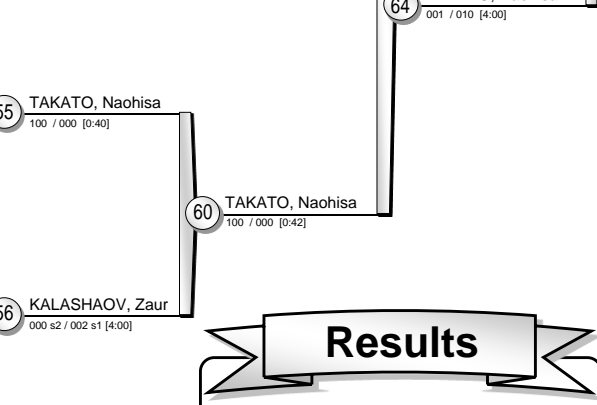 64
001 / 010 [4:00]
55
TAKATO, Naohisa
100 / 000 [0:40]
60
TAKATO, Naohisa
100 / 000 [0:42]
56
KALASHAOV, Zaur
000 s2 / 002 s1 [4:00]
Results